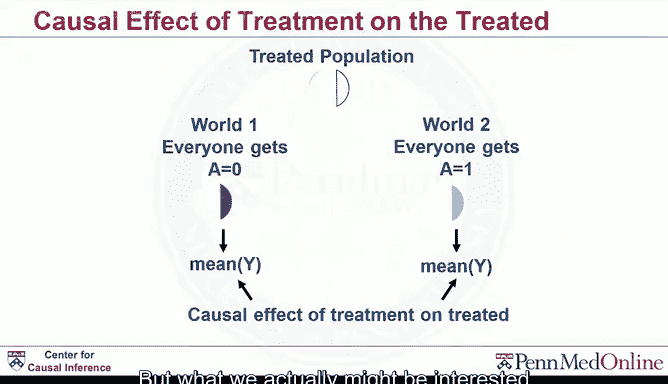 Causal Effect of Treatment on the Treated
Treated Population
World 1
Everyone gets
A=0
World 2
Everyone gets
A=1
mean(Y)
mean(Y)
Causal effect of treatment on treated
Center for
Causal Inference
But what we actually might be interested
PennMedOnline